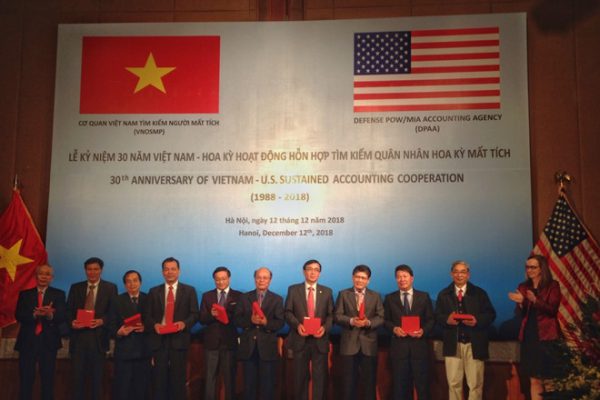 CƠ QUAN VIỆT NAM TÌM KIẾM NGƯỜI MẤT TÍCH
(VNOSMP)
DEFENSE POW/MIA ACCOUNTING AGENCY
(DPAA)
LỄ KỶ NIỆM 30 NĂM VIỆT NAM - HOA KỲ HOẠT ĐỘNG HỖN HỢP TÌM KIẾM QUÂN NHÂN HOA KỲ MẤT TÍCH
30th ANNIVERSARY OF VIETNAM - U.S. SUSTAINED ACCOUNTING COOPERATION
(1988 - 2018)
Hà Nội, ngày 12 tháng 12 năm 2018
Hanoi, December 12th, 2018